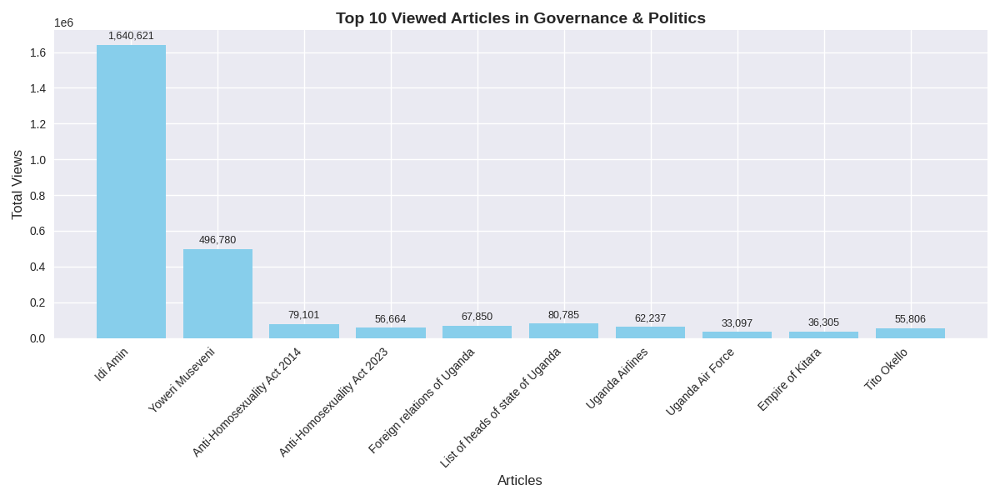 Top 10 Viewed Articles in Governance & Politics
1e6
1.6
1.4
1.2
1.0
0.8
0.6
0.4
0.2
0.0
Total Views
1,640,621
496,780
79,101
56,664
67,850
80,785
62,237
33,097
36,305
55,806
Idi Amin
Yoweri Museveni
Anti-Homosexuality Act 2014
Anti-Homosexuality Act 2023
Foreign relations of Uganda
List of heads of state of Uganda
Uganda Airlines
Uganda Air Force
Empire of Kitara
Tito Okello
Articles